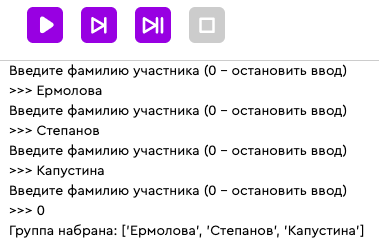 Введите фамилию участника (0 - остановить ввод)
>>> Ермолова
Введите фамилию участника (0 - остановить ввод)
>>> Степанов
Введите фамилию участника (0 - остановить ввод)
>>> Капустина
Введите фамилию участника (0 - остановить ввод)
>>> 0
Группа набрана: ['Ермолова', 'Степанов', 'Капустина']